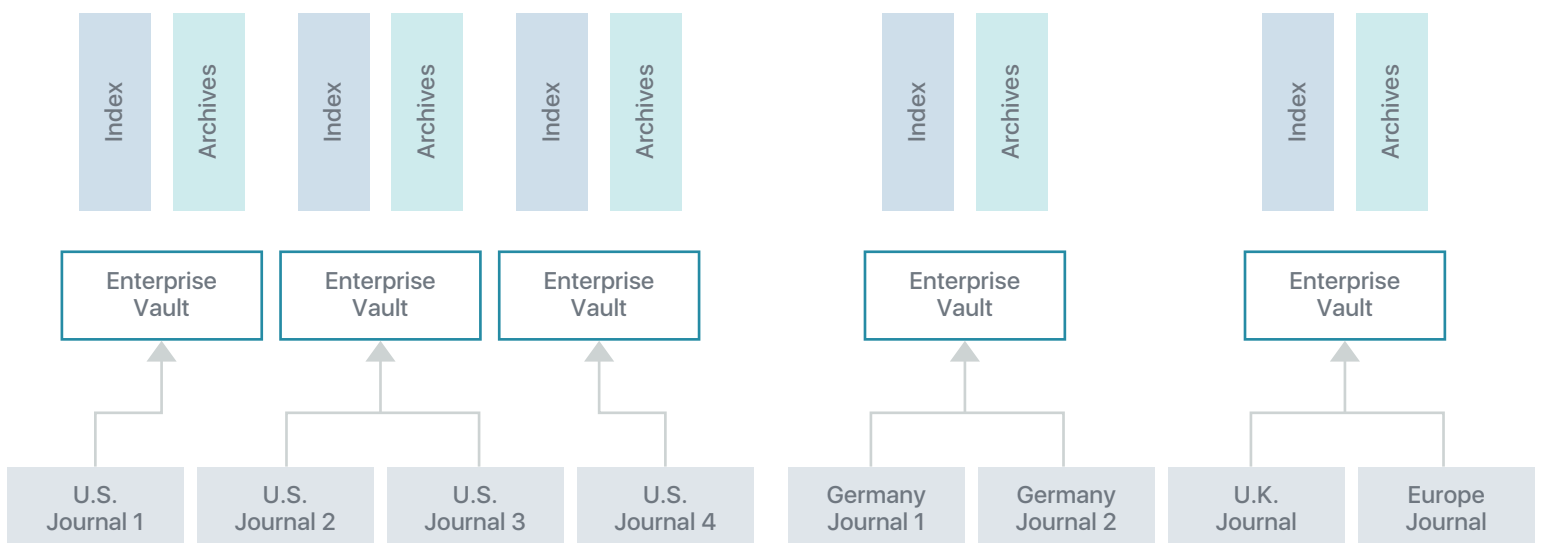 Index
Archives
Index
Archives
Index
Archives
Index
Archives
Index
Archives
Enterprise
Vault
Enterprise
Vault
Enterprise
Vault
Enterprise
Vault
Enterprise
Vault
U.S.
Journal 1
U.S.
Journal 2
U.S.
Journal 3
U.S.
Journal 4
Germany
Journal 1
Germany
Journal 2
U.K.
Journal
Europe
Journal